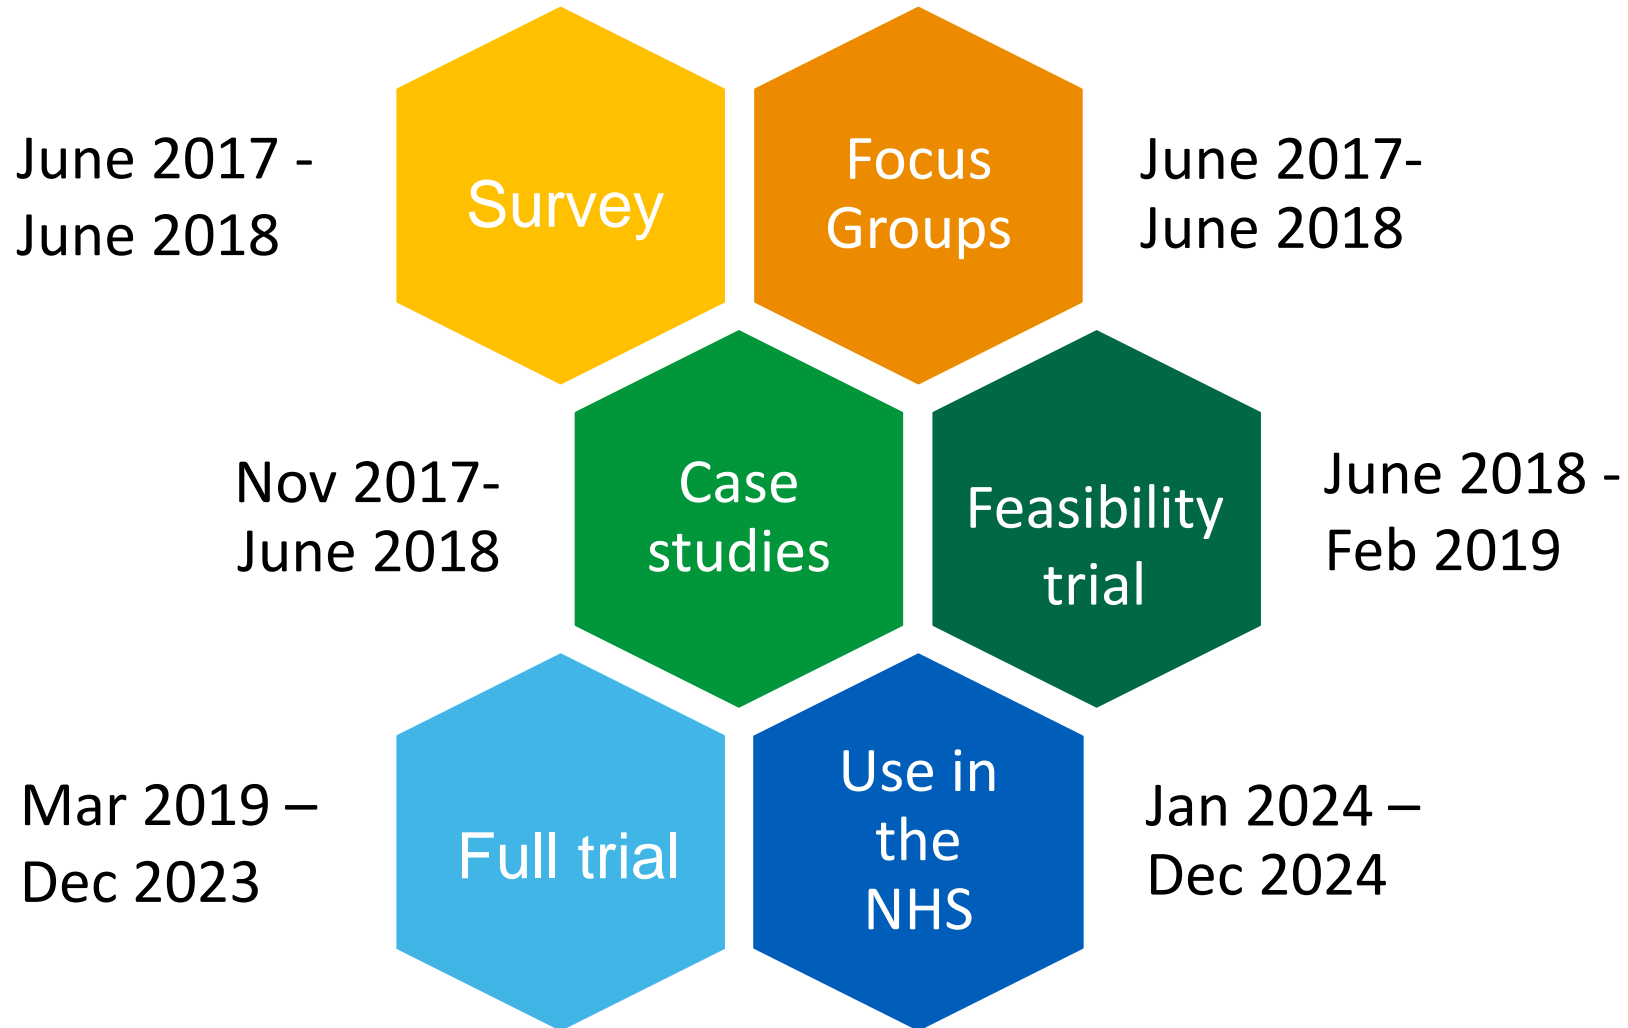 June 2017 -
June 2018
Survey
Focus
Groups
June 2017-
June 2018
Nov 2017-
June 2018
Case
studies
Feasibility
trial
June 2018 -
Feb 2019
Mar 2019 –
Dec 2023
Full trial
Use in
the
NHS
Jan 2024 –
Dec 2024